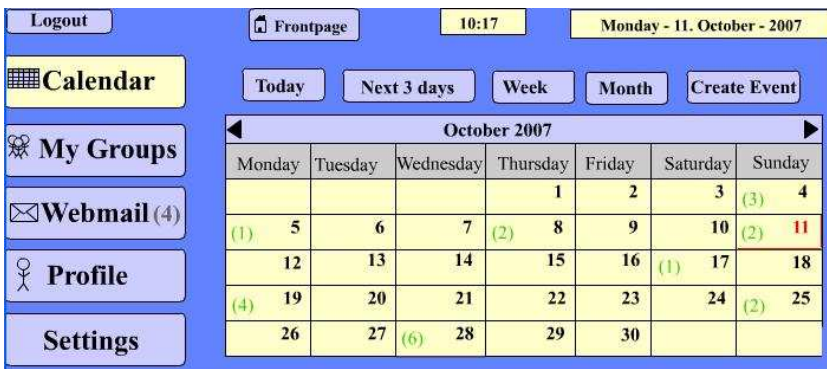 Logout
Frontpage
10:17
Monday - 11. October - 2007
Calendar
My Groups
Webmail (4)
Profile
Settings
Today
Next 3 days
Week
Month
Create Event
October 2007
Monday Tuesday Wednesday Thursday Friday Saturday Sunday
1 2 3 (3) 4
(1) 5 6 7 (2) 8 9 10 (2) 11
12 13 14 15 16 (1) 17 18
(4) 19 20 21 22 23 24 (2) 25
26 27 (6) 28 29 30